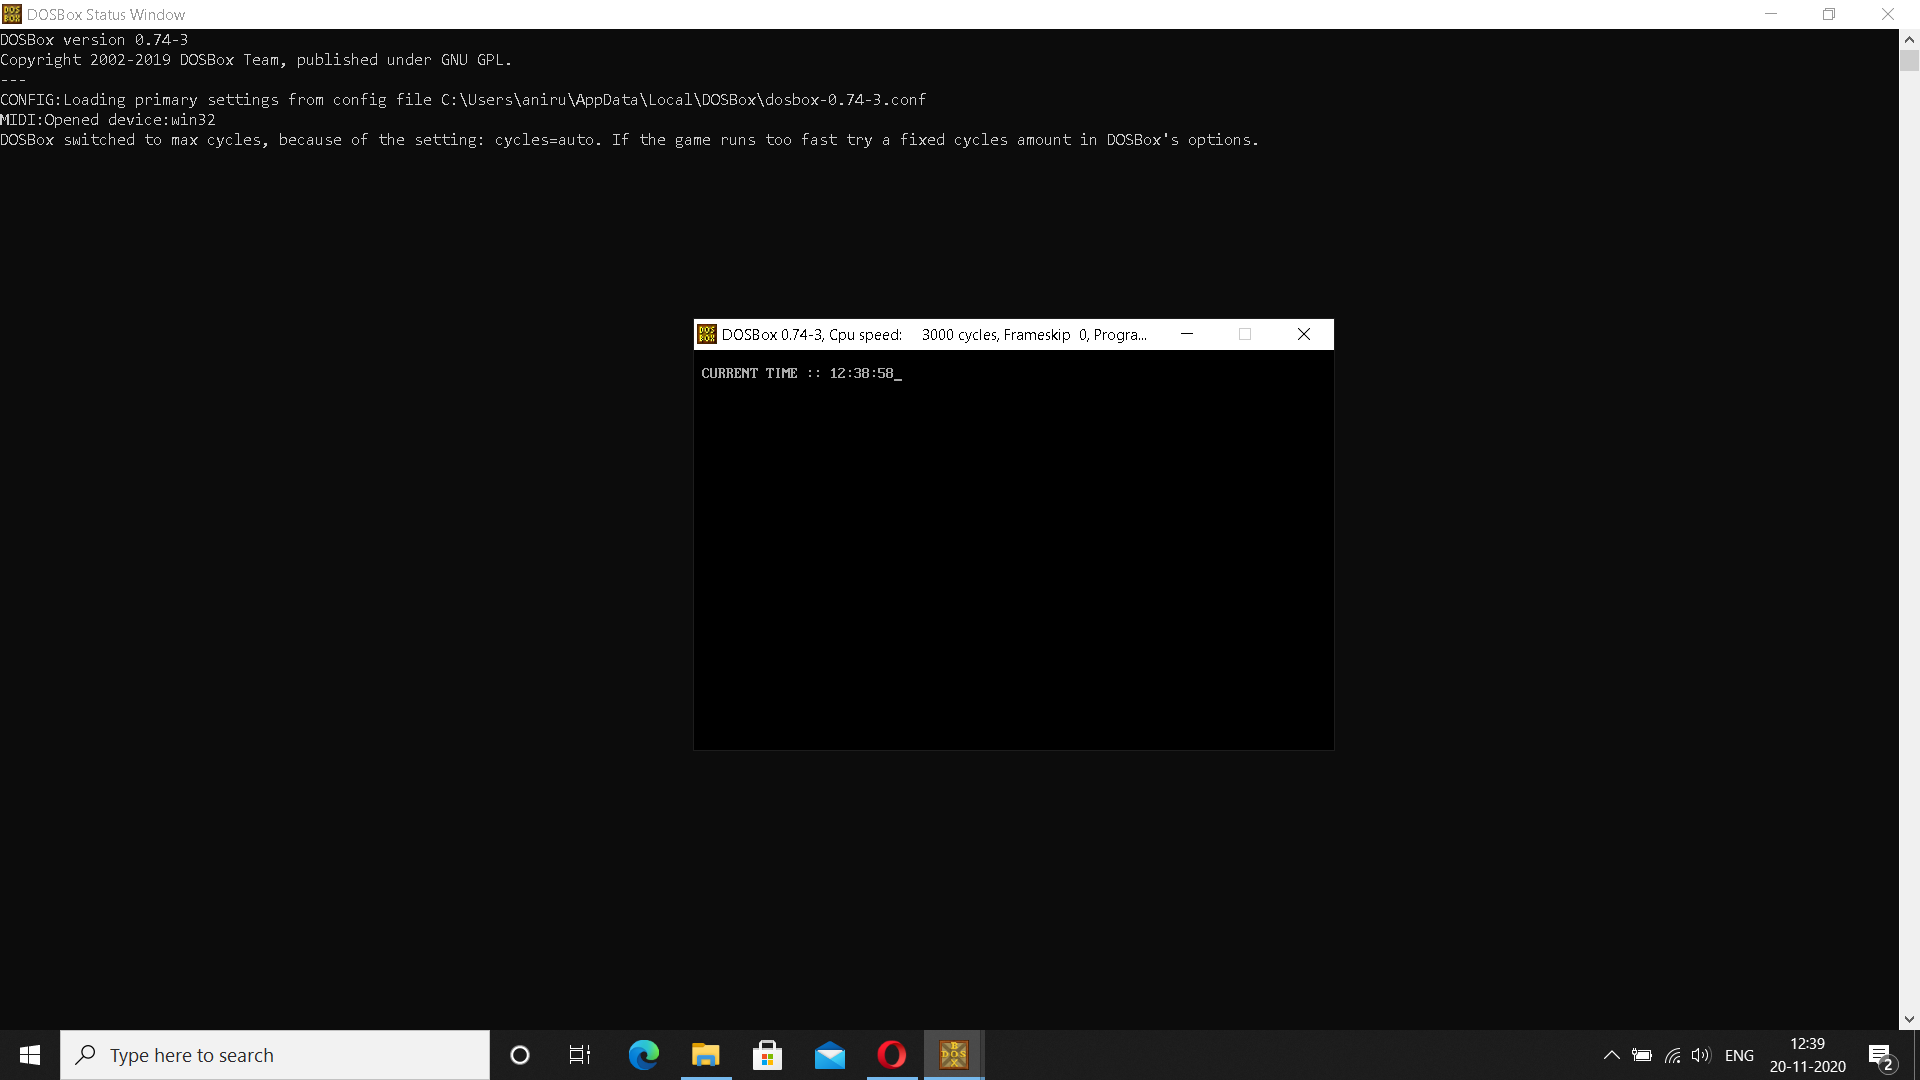 DOSBox Status Window
DOSBox version 0.74-3
Copyright 2002-2019 DOSBox Team, published under GNU GPL.
---
CONFIG:Loading primary settings from config file C:\Users\aniru\AppData\Local\DOSBox\dosbox-0.74-3.conf
MIDI:Opened device:win32
DOSBox switched to max cycles, because of the setting: cycles=auto. If the game runs too fast try a fixed cycles amount in DOSBox's options.
DOSBox 0.74-3, Cpu speed: 3000 cycles, Frameskip 0, Progra...
CURRENT TIME :: 12:38:58_
Type here to search
ENG
12:39
20-11-2020
2